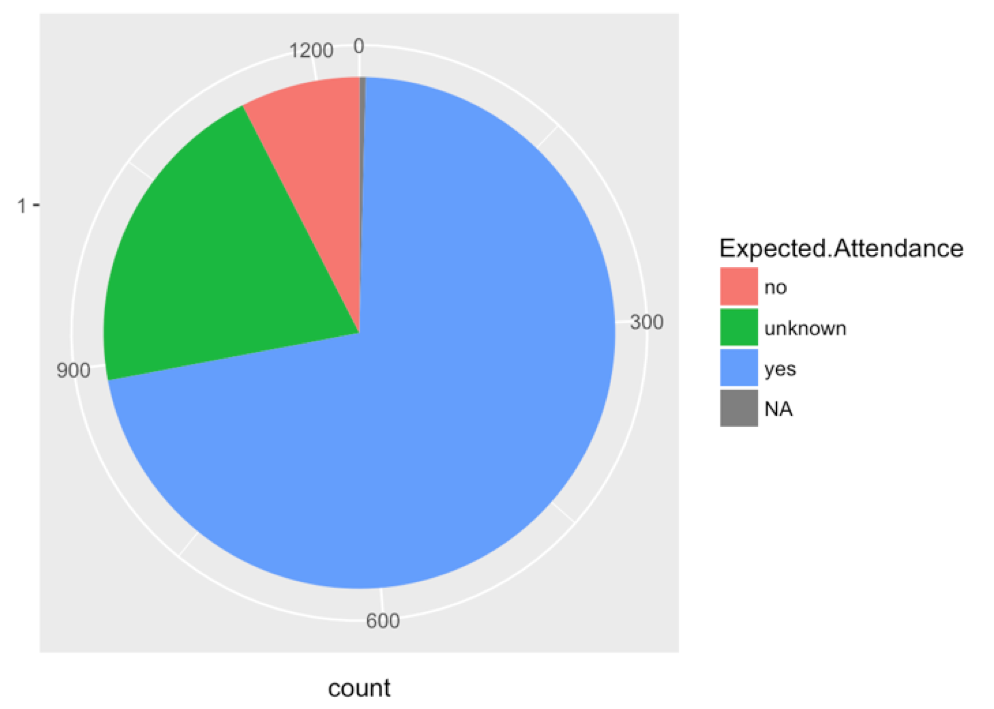 1200
0
1
300
900
600
count
Expected.Attendance
no
unknown
yes
NA